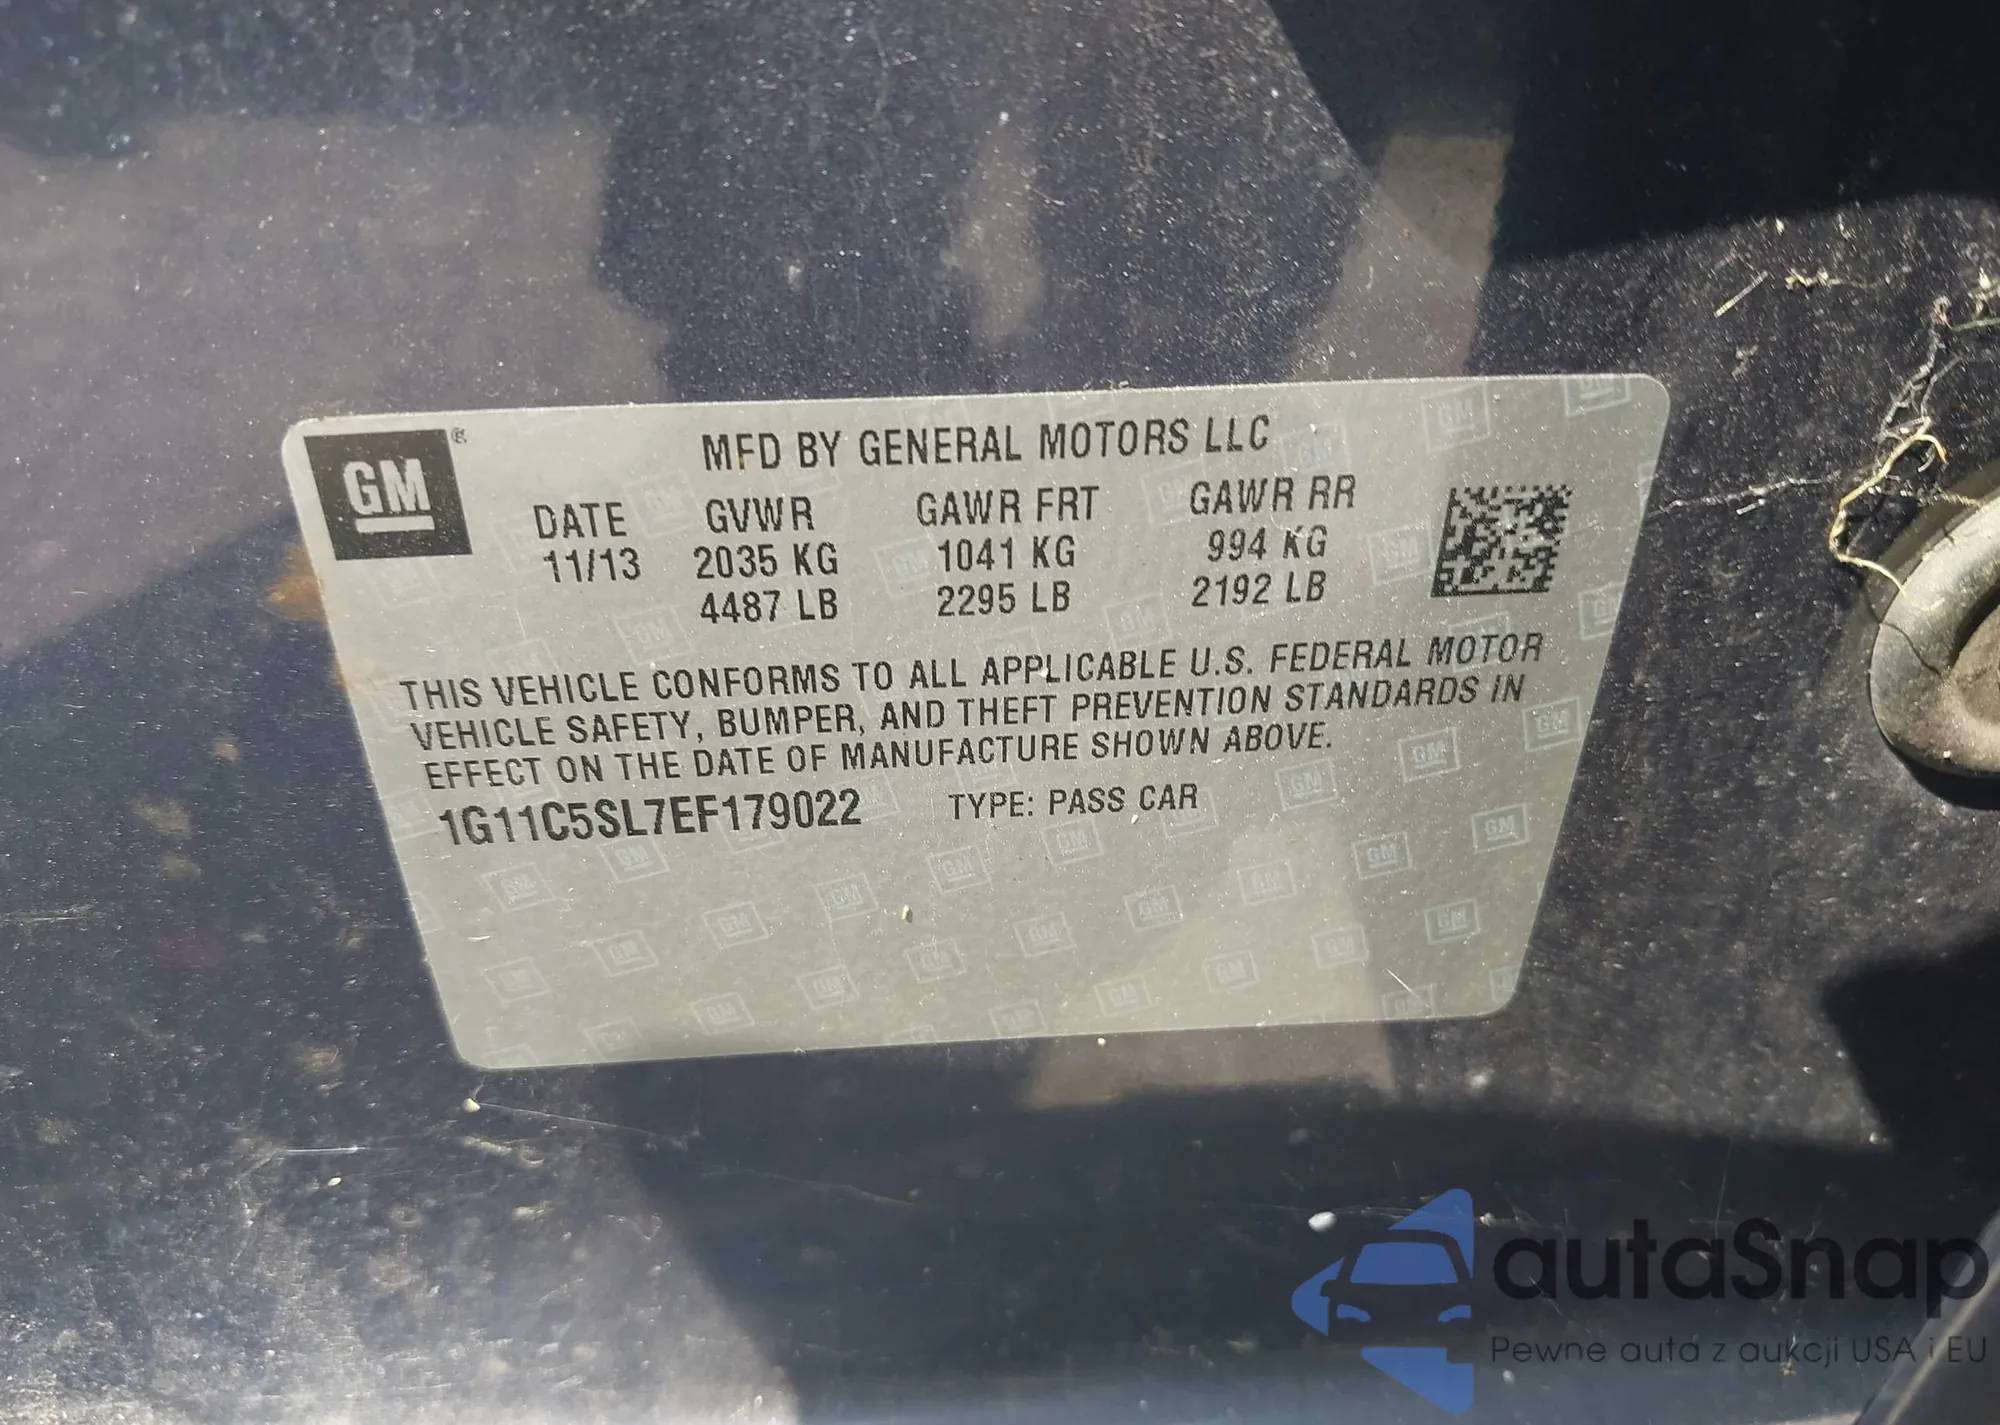 GM
MFD BY GENERAL MOTORS LLC
DATE GVWR GAWR FRT GAWR RR
11/13 2035 KG 1041 KG 994 KG
4487 LB 2295 LB 2192 LB
THIS VEHICLE CONFORMS TO ALL APPLICABLE U.S. FEDERAL MOTOR
VEHICLE SAFETY, BUMPER, AND THEFT PREVENTION STANDARDS IN
EFFECT ON THE DATE OF MANUFACTURE SHOWN ABOVE.
1G11C5SL7EF179022 TYPE: PASS CAR
autaSnap
Pewne auta z aukcji USA i EU